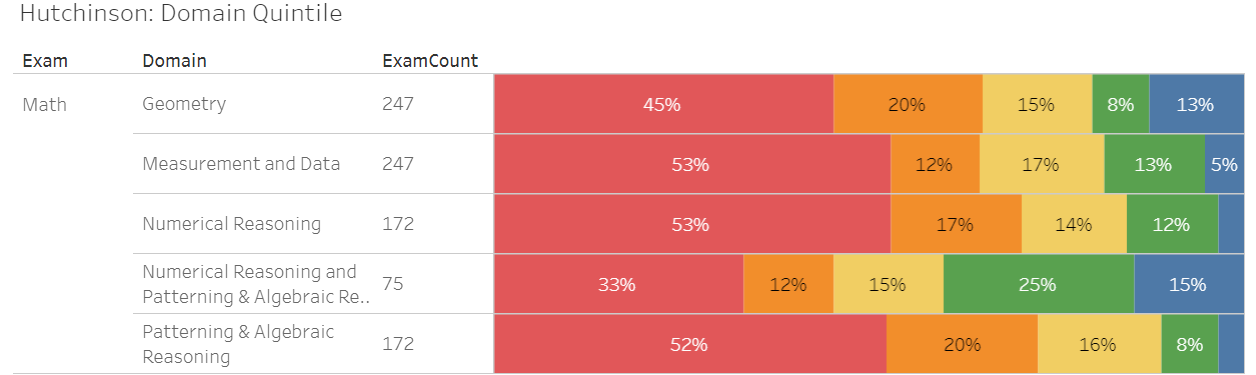 Hutchinson: Domain Quintile
Exam Domain ExamCount
Math Geometry 247 45% 20% 15% 8% 13%
Measurement and Data 247 53% 12% 17% 13% 5%
Numerical Reasoning 172 53% 17% 14% 12%
Numerical Reasoning and
Patterning & Algebraic Re.. 75 33% 12% 15% 25% 15%
Patterning & Algebraic
Reasoning 172 52% 20% 16% 8%